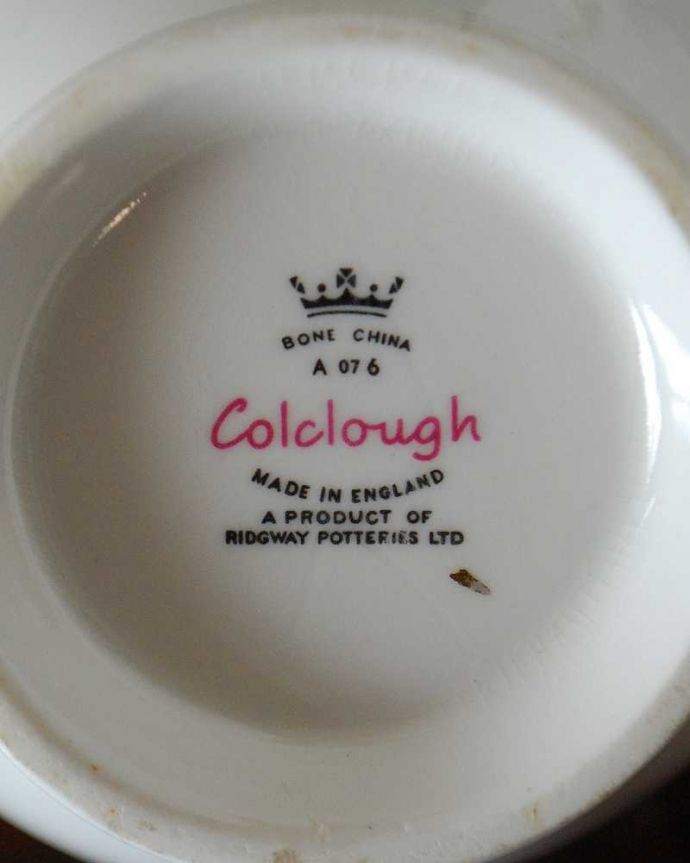 BONE CHINA
A 076
Colclough
MADE IN ENGLAND
A PRODUCT OF
RIDGWAY POTTERIES LTD